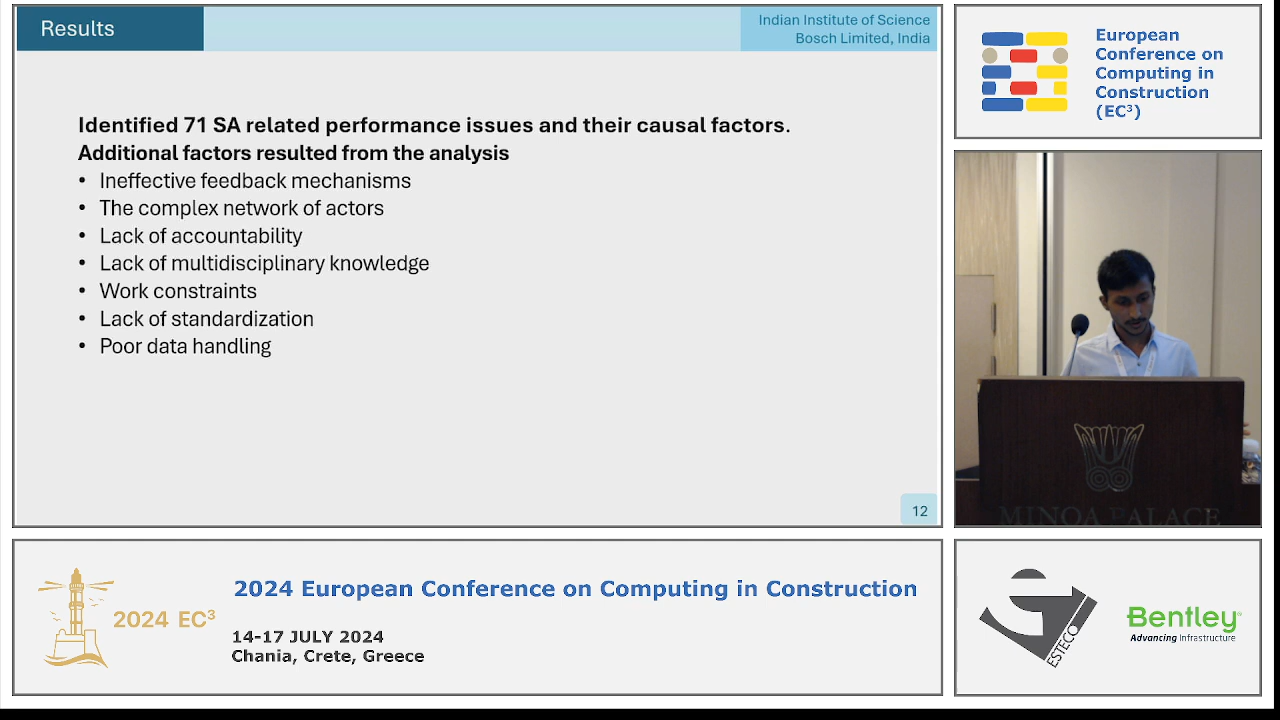 Results
Indian Institute of Science
Bosch Limited, India
Identified 71 SA related performance issues and their causal factors.
Additional factors resulted from the analysis
• Ineffective feedback mechanisms
• The complex network of actors
• Lack of accountability
• Lack of multidisciplinary knowledge
• Work constraints
• Lack of standardization
• Poor data handling
12
European
Conference on
Computing in
Construction
(EC³)
MINOA PALACE
2024 EC³
2024 European Conference on Computing in Construction
14-17 JULY 2024
Chania, Crete, Greece
ESTECO
Bentley
Advancing Infrastructure